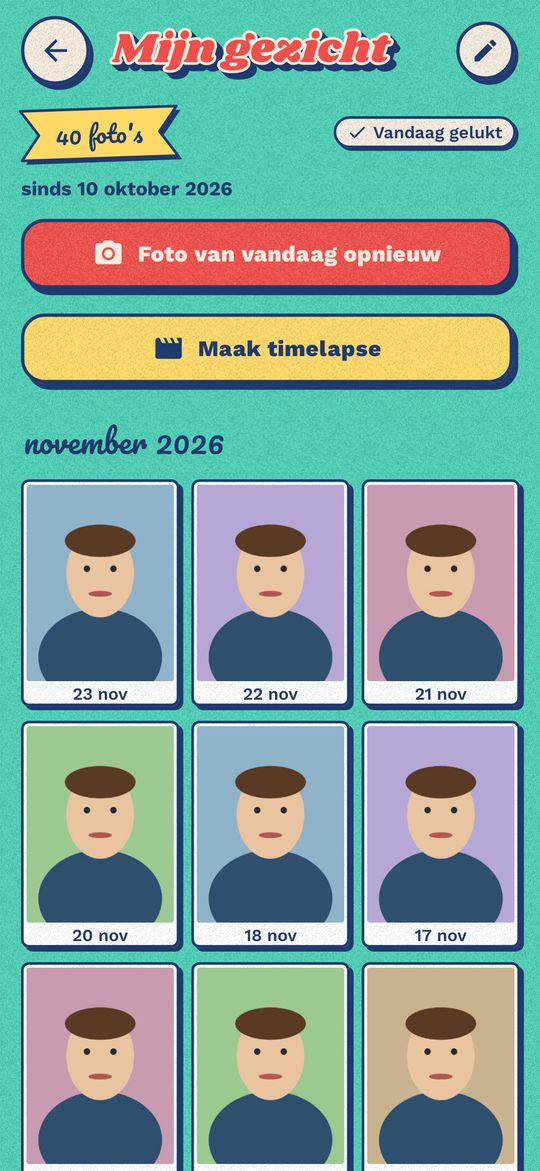 Mijn gezicht
40 foto's
Vandaag gelukt
sinds 10 oktober 2026
Foto van vandaag opnieuw
Maak timelapse
november 2026
23 nov
22 nov
21 nov
20 nov
18 nov
17 nov